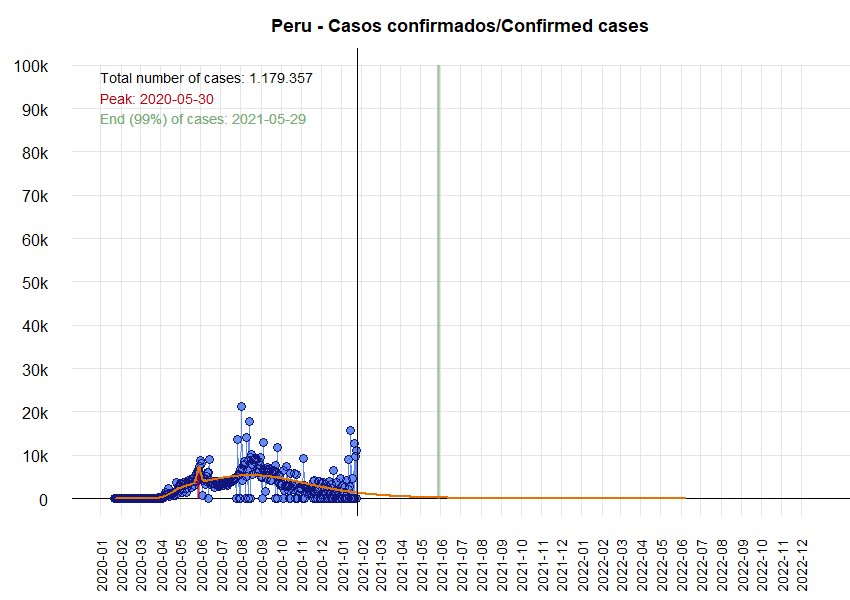 Peru - Casos confirmados/Confirmed cases
100k
90k
80k
70k
60k
50k
40k
30k
20k
10k
0
Total number of cases: 1.179.357
Peak: 2020-05-30
End (99%) of cases: 2021-05-29
2020-01
2020-02
2020-03
2020-04
2020-05
2020-06
2020-07
2020-08
2020-09
2020-10
2020-11
2020-12
2021-01
2021-02
2021-03
2021-04
2021-05
2021-06
2021-07
2021-08
2021-09
2021-10
2021-11
2021-12
2022-01
2022-02
2022-03
2022-04
2022-05
2022-06
2022-07
2022-08
2022-09
2022-10
2022-11
2022-12